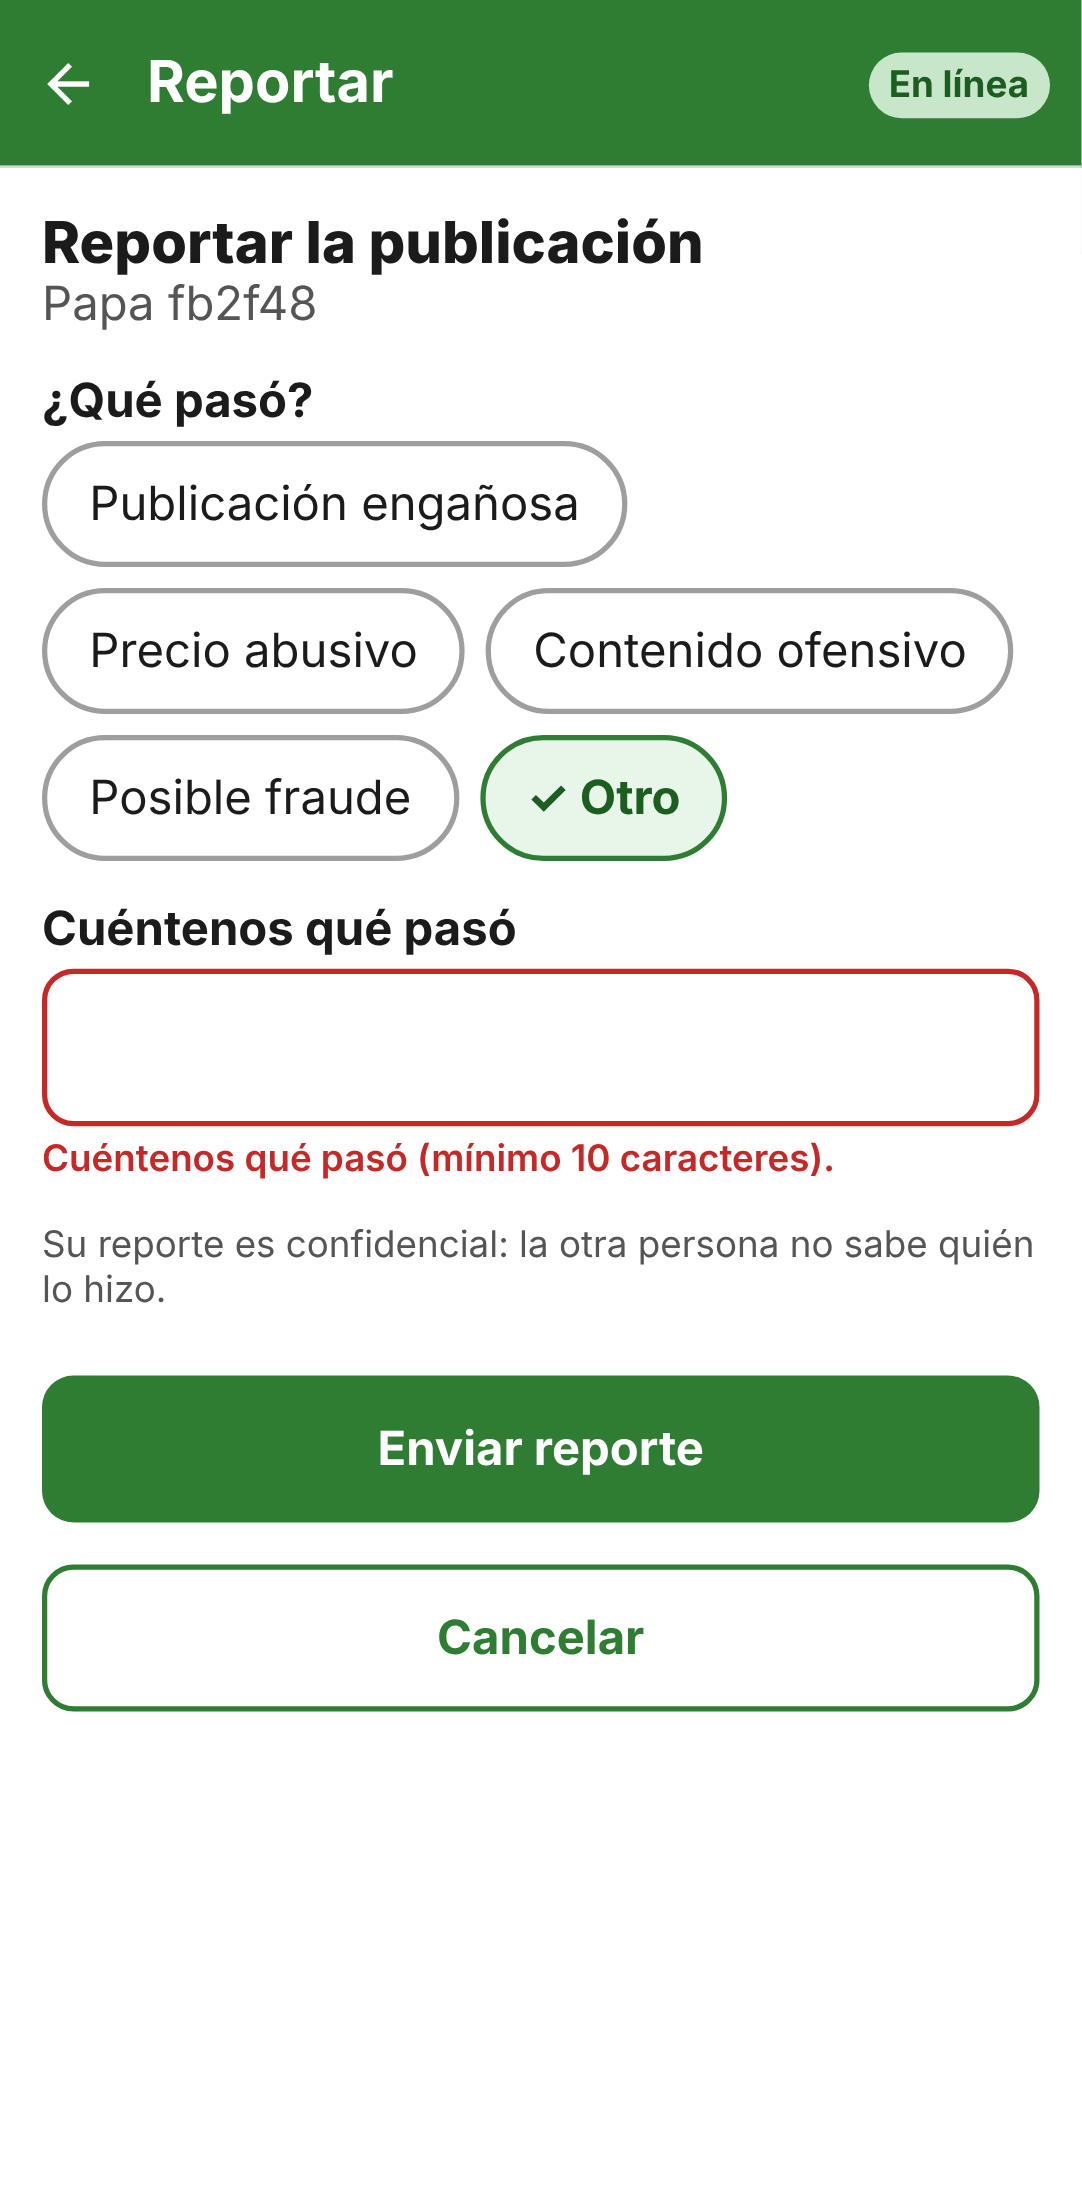 Reportar
En línea
Reportar la publicación
Papa fb2f48
¿Qué pasó?
Publicación engañosa
Precio abusivo
Contenido ofensivo
Posible fraude
Otro
Cuéntenos qué pasó
Cuéntenos qué pasó (mínimo 10 caracteres).
Su reporte es confidencial: la otra persona no sabe quién
lo hizo.
Enviar reporte
Cancelar